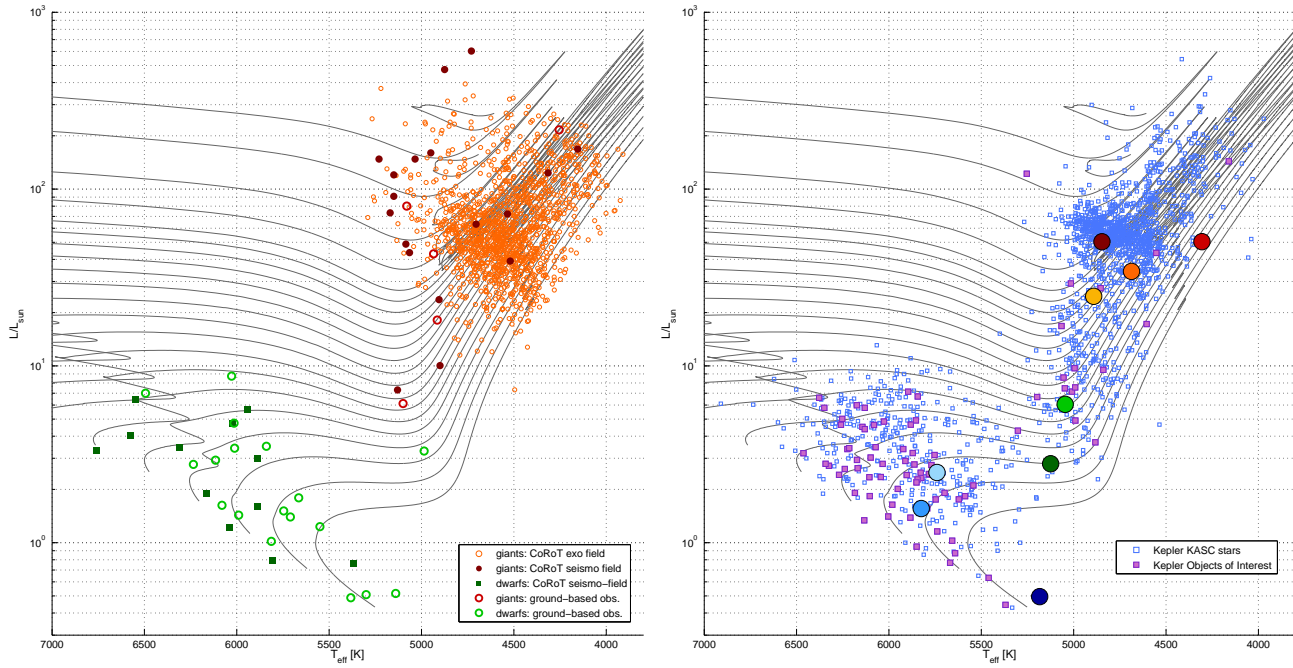 10³
10²
10¹
10⁰
L/L_sun
7000 6500 6000 5500 5000 4500 4000
T_eff [K]
giants: CoRoT exo field
giants: CoRoT seismo field
dwarfs: CoRoT seismo−field
giants: ground−based obs.
dwarfs: ground−based obs.
10³
10²
10¹
10⁰
L/L_sun
7000 6500 6000 5500 5000 4500 4000
T_eff [K]
Kepler KASC stars
Kepler Objects of Interest